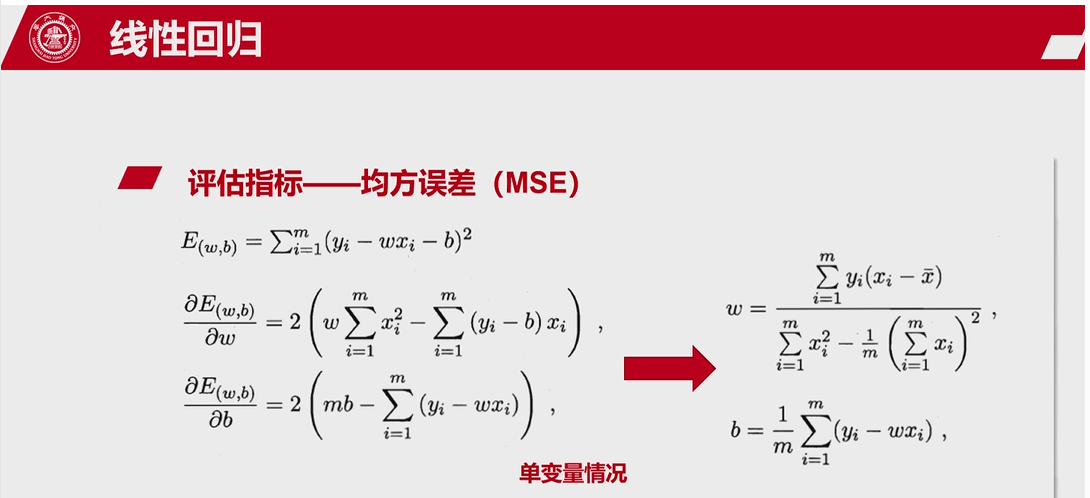 线性回归
评估指标——均方误差（MSE）
E_{(w,b)} = \sum_{i=1}^{m} (y_i - wx_i - b)^2
\frac{\partial E_{(w,b)}}{\partial w} = 2 \left( w \sum_{i=1}^{m} x_i^2 - \sum_{i=1}^{m} (y_i - b) x_i \right) ,
\frac{\partial E_{(w,b)}}{\partial b} = 2 \left( mb - \sum_{i=1}^{m} (y_i - wx_i) \right) ,
w = \frac{\sum_{i=1}^{m} y_i (x_i - \bar{x})}{\sum_{i=1}^{m} x_i^2 - \frac{1}{m} \left( \sum_{i=1}^{m} x_i \right)^2} ,
b = \frac{1}{m} \sum_{i=1}^{m} (y_i - wx_i) ,
单变量情况